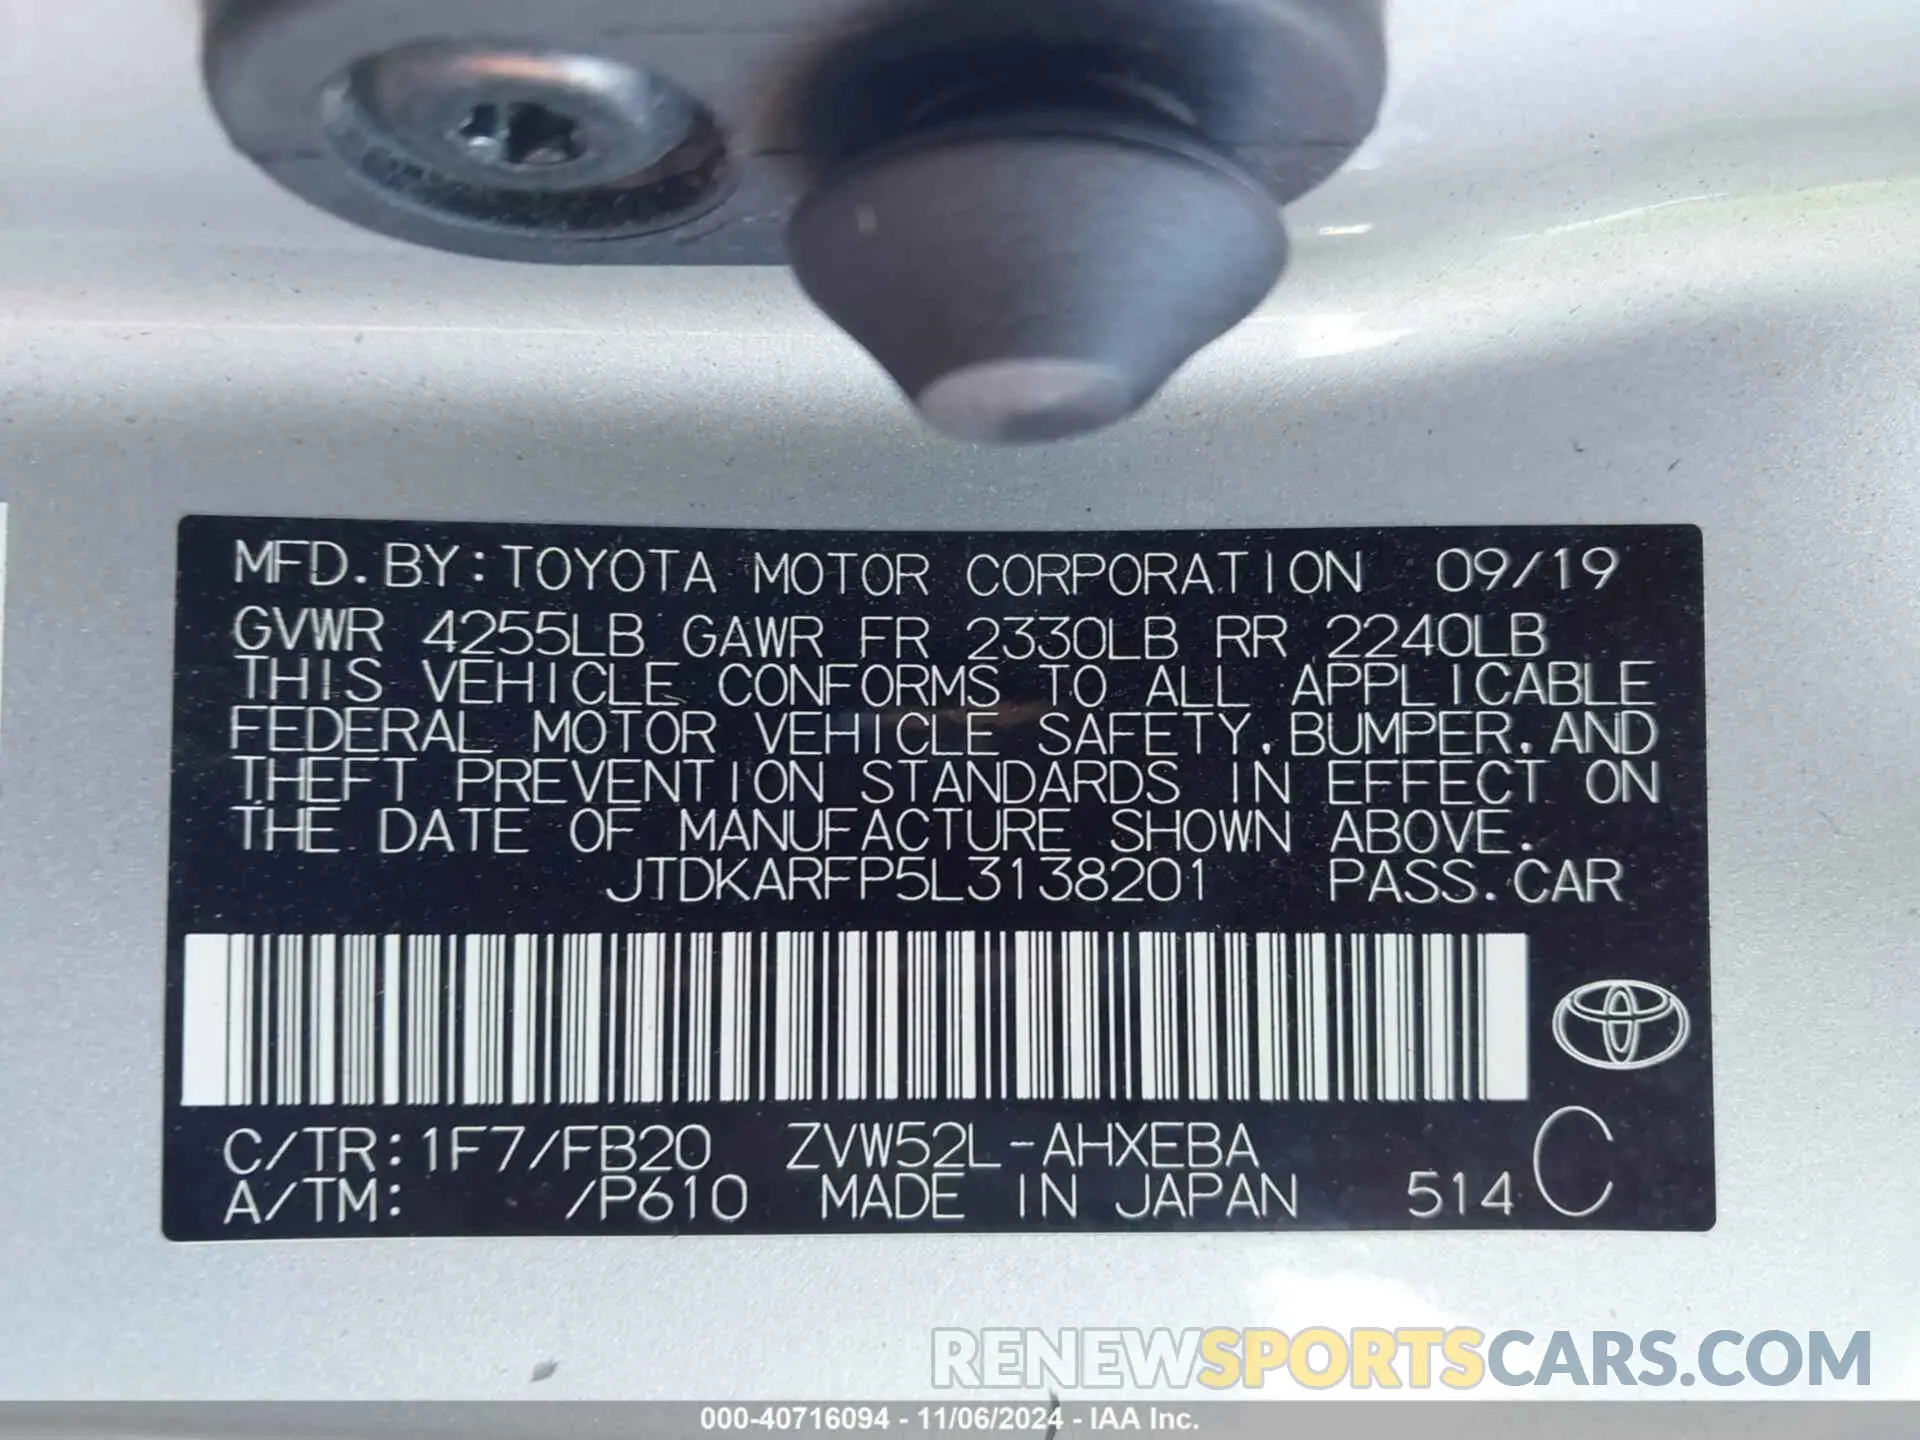 MFD. BY: TOYOTA MOTOR CORPORATION 09/19
GVWR 4255LB GAWR FR 2330LB RR 2240LB
THIS VEHICLE CONFORMS TO ALL APPLICABLE
FEDERAL MOTOR VEHICLE SAFETY, BUMPER, AND
THEFT PREVENTION STANDARDS IN EFFECT ON
THE DATE OF MANUFACTURE SHOWN ABOVE.
JTDKARFP5L3138201 PASS. CAR
C/TR: 1F7/FB20 ZVW52L-AHXEBA
A/TM: /P610 MADE IN JAPAN 514 C
RENEWSPORTSCARS.COM
000-40716094 - 11/06/2024 - IAA Inc.